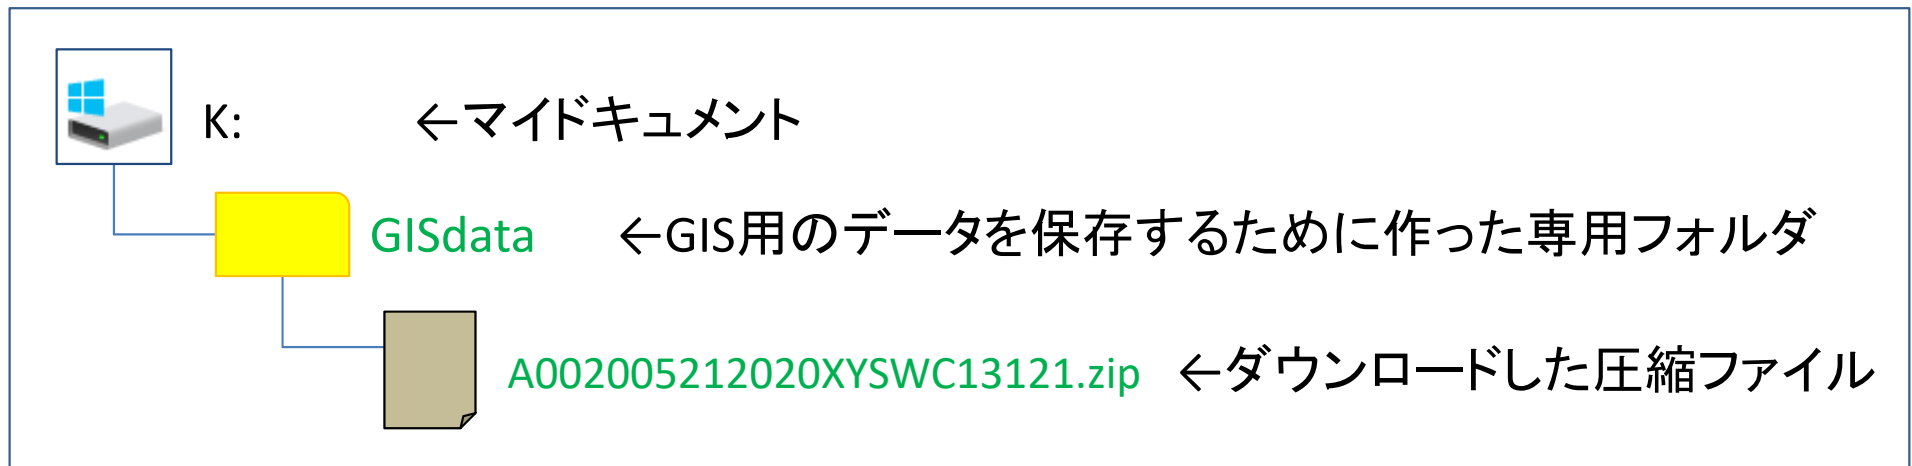 K: ←マイドキュメント
GISdata ←GIS用のデータを保存するために作った専用フォルダ
A002005212020XYSWC13121.zip ←ダウンロードした圧縮ファイル